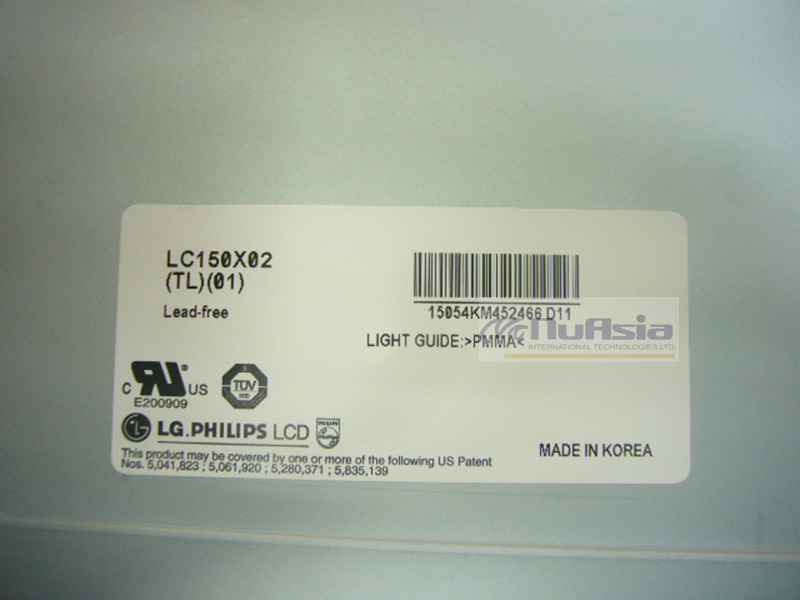 LC150X02
(TL)(01)
Lead-free
15054KM452466 D11
LIGHT GUIDE:>PMMA<
NuAsia
INTERNATIONAL TECHNOLOGIES LTD.
C US
E200909
TÜV
LG.PHILIPS LCD
PHILIPS
MADE IN KOREA
This product may be covered by one or more of the following US Patent
Nos. 5,041,823 ; 5,061,920 ; 5,280,371 ; 5,835,139